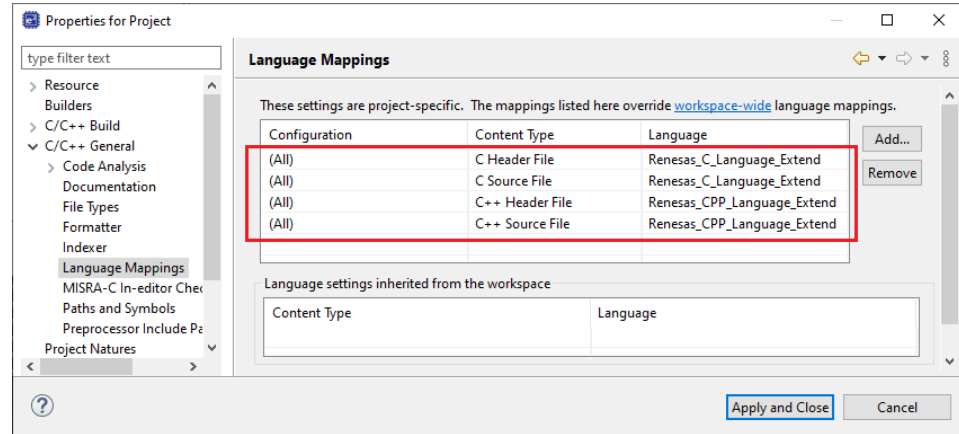 Properties for Project
type filter text
Resource
Builders
C/C++ Build
C/C++ General
Code Analysis
Documentation
File Types
Formatter
Indexer
Language Mappings
MISRA-C In-editor Chec
Paths and Symbols
Preprocessor Include Pa
Project Natures
Language Mappings
These settings are project-specific. The mappings listed here override workspace-wide language mappings.
Configuration Content Type Language
(All) C Header File Renesas_C_Language_Extend
(All) C Source File Renesas_C_Language_Extend
(All) C++ Header File Renesas_CPP_Language_Extend
(All) C++ Source File Renesas_CPP_Language_Extend
Add...
Remove
Language settings inherited from the workspace
Content Type Language
Apply and Close Cancel